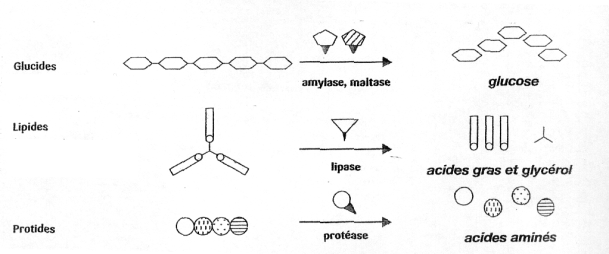 Glucides
amylase, maltase
glucose
Lipides
lipase
acides gras et glycérol
Protides
protéase
acides aminés